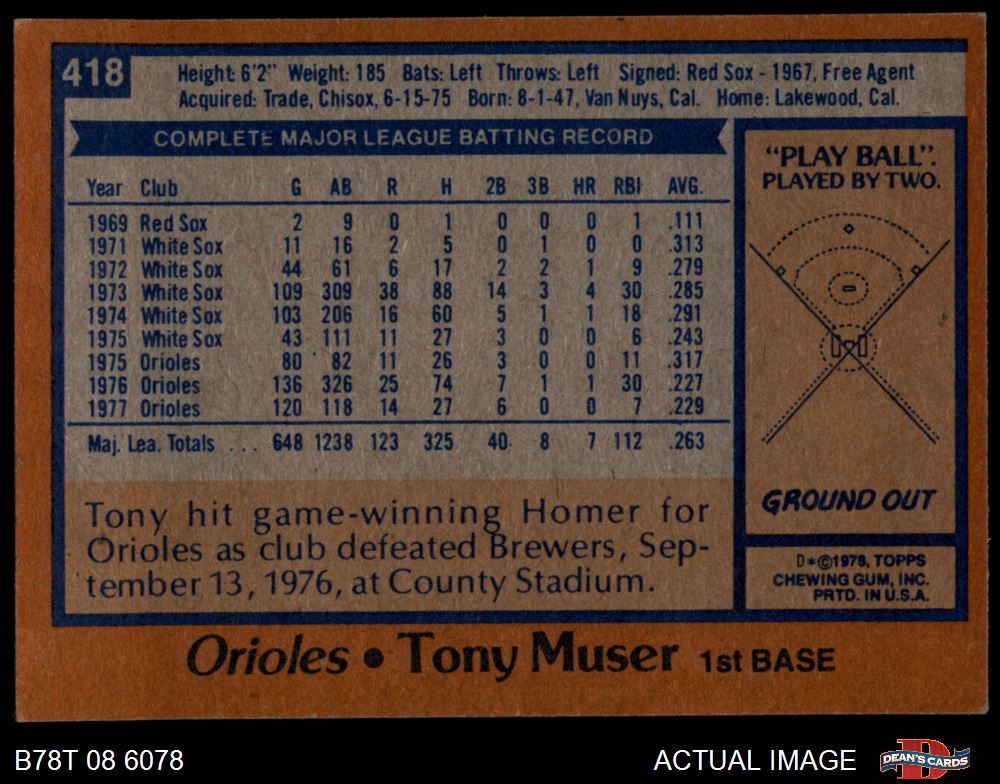 418
Height: 6'2" Weight: 185 Bats: Left Throws: Left Signed: Red Sox - 1967, Free Agent
Acquired: Trade, Chisox, 6-15-75 Born: 8-1-47, Van Nuys, Cal. Home: Lakewood, Cal.
COMPLETE MAJOR LEAGUE BATTING RECORD
Year Club G AB R H 2B 3B HR RBI AVG.
1969 Red Sox 2 9 0 1 0 0 0 1 .111
1971 White Sox 11 16 2 5 0 1 0 0 .313
1972 White Sox 44 61 6 17 2 2 1 9 .279
1973 White Sox 109 309 38 88 14 3 4 30 .285
1974 White Sox 103 206 16 60 5 1 1 18 .291
1975 White Sox 43 111 11 27 3 0 0 6 .243
1975 Orioles 80 82 11 26 3 0 0 11 .317
1976 Orioles 136 326 25 74 7 1 1 30 .227
1977 Orioles 120 118 14 27 6 0 0 7 .229
Maj. Lea. Totals ... 648 1238 123 325 40 8 7 112 .263
Tony hit game-winning Homer for
Orioles as club defeated Brewers, Sep-
tember 13, 1976, at County Stadium.
"PLAY BALL".
PLAYED BY TWO.
GROUND OUT
D*©1978, TOPPS
CHEWING GUM, INC.
PRTD. IN U.S.A.
Orioles • Tony Muser 1st BASE
B78T 08 6078
ACTUAL IMAGE
DEAN'S CARDS